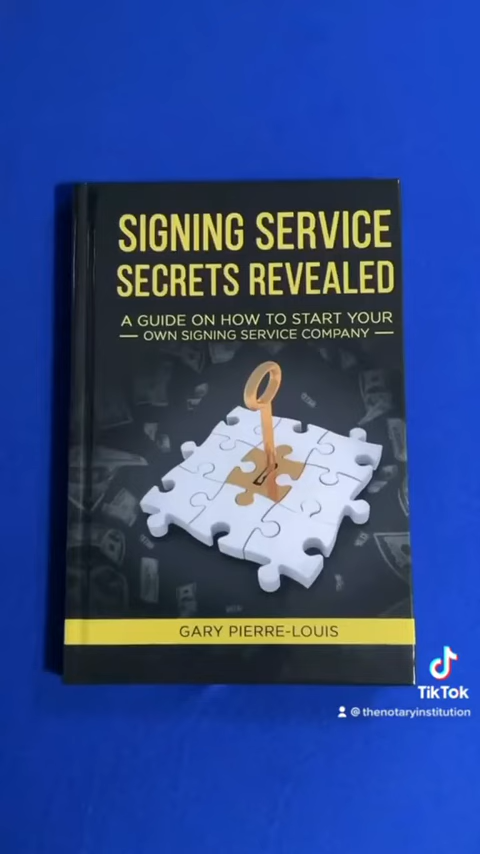 SIGNING SERVICE
SECRETS REVEALED
A GUIDE ON HOW TO START YOUR
— OWN SIGNING SERVICE COMPANY —
GARY PIERRE-LOUIS
TikTok
@thenotaryinstitution